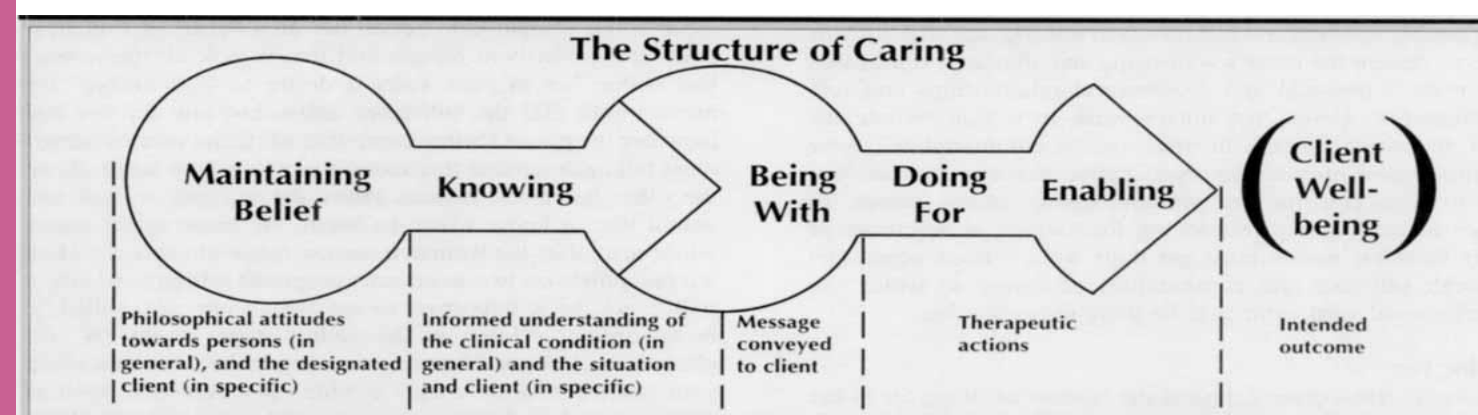 The Structure of Caring
Maintaining
Belief
Knowing
Being
With
Doing
For
Enabling
Client
Well-
being
Philosophical attitudes
towards persons (in
general), and the designated
client (in specific)
Informed understanding of
the clinical condition (in
general) and the situation
and client (in specific)
Message
conveyed
to client
Therapeutic
actions
Intended
outcome